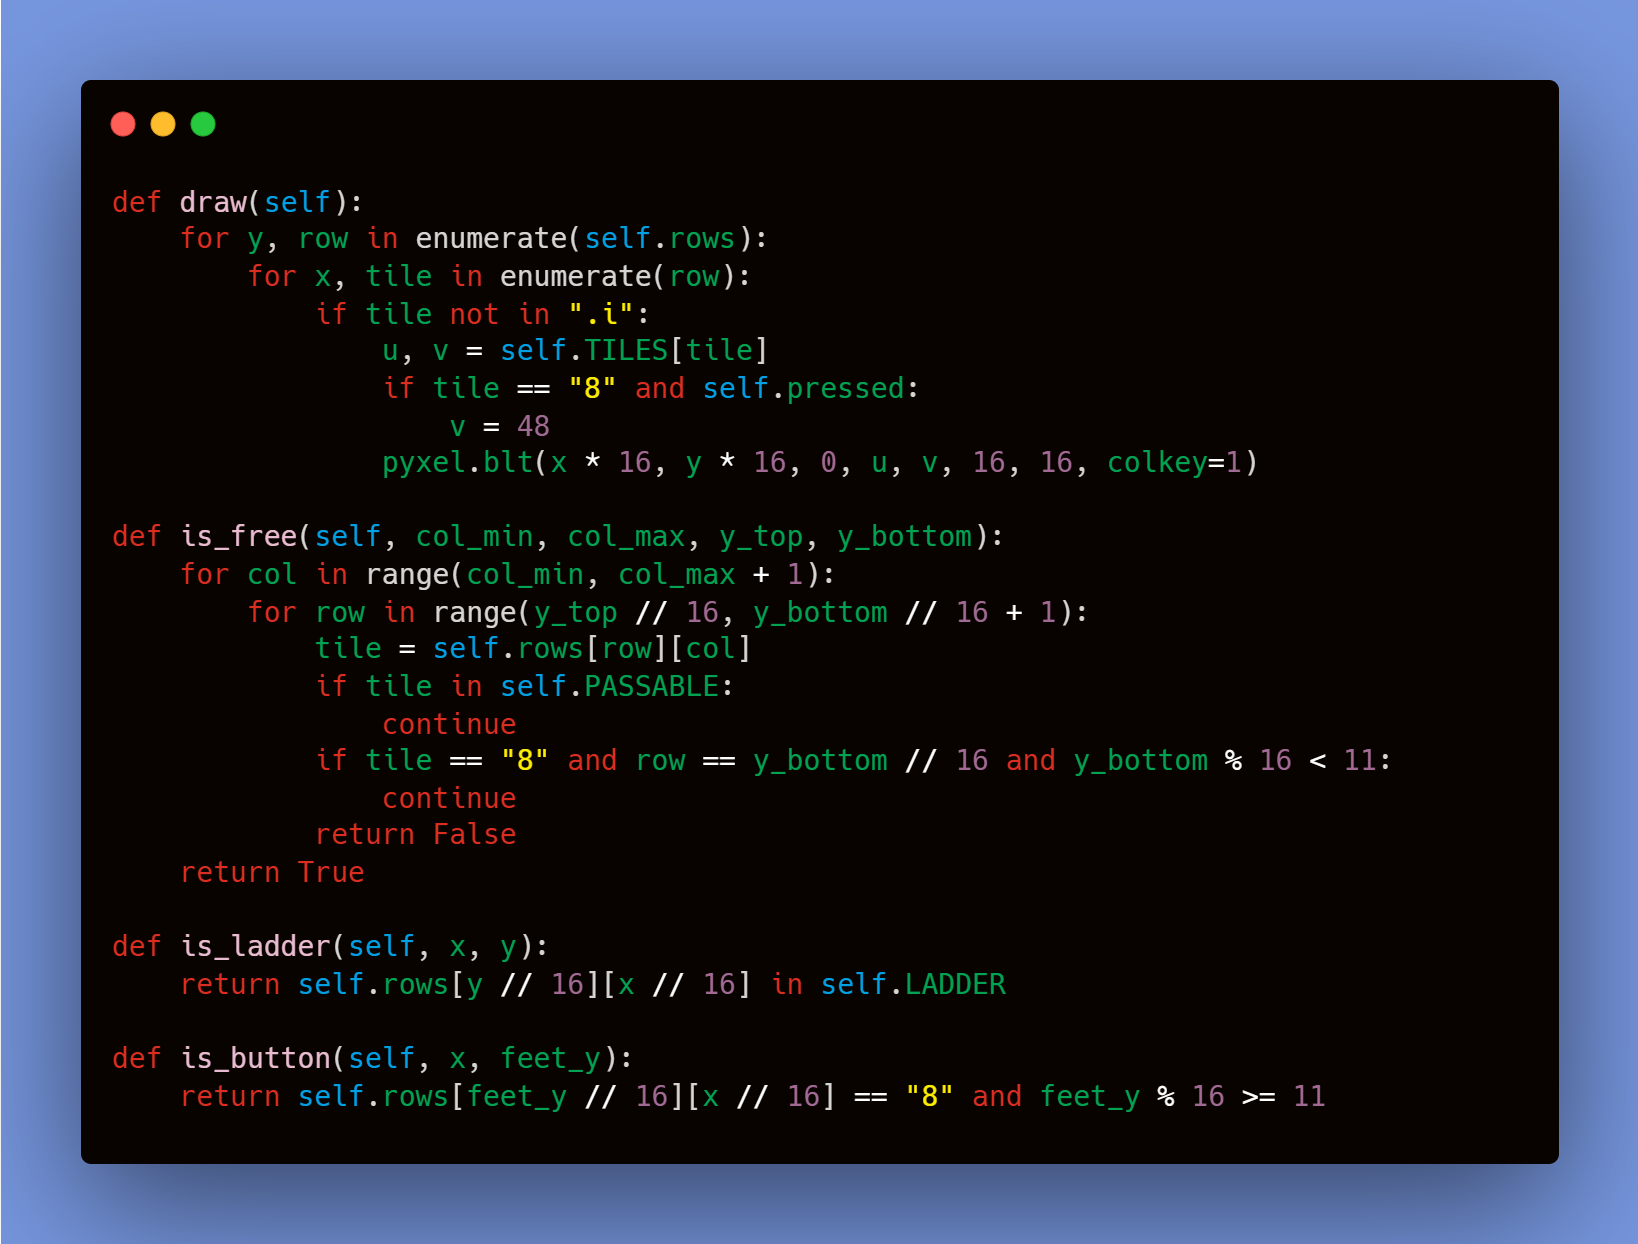 def draw(self):
    for y, row in enumerate(self.rows):
        for x, tile in enumerate(row):
            if tile not in ".i":
                u, v = self.TILES[tile]
                if tile == "8" and self.pressed:
                    v = 48
                pyxel.blt(x * 16, y * 16, 0, u, v, 16, 16, colkey=1)

def is_free(self, col_min, col_max, y_top, y_bottom):
    for col in range(col_min, col_max + 1):
        for row in range(y_top // 16, y_bottom // 16 + 1):
            tile = self.rows[row][col]
            if tile in self.PASSABLE:
                continue
            if tile == "8" and row == y_bottom // 16 and y_bottom % 16 < 11:
                continue
            return False
    return True

def is_ladder(self, x, y):
    return self.rows[y // 16][x // 16] in self.LADDER

def is_button(self, x, feet_y):
    return self.rows[feet_y // 16][x // 16] == "8" and feet_y % 16 >= 11